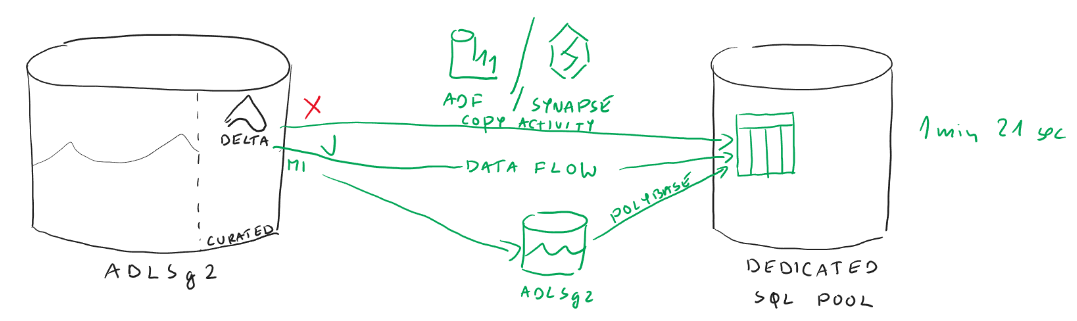 ADF / SYNAPSE
COPY ACTIVITY
1 min 21 sec
DELTA
MI
DATA FLOW
POLYBASE
CURATED
ADLSg2
ADLSg2
DEDICATED
SQL POOL